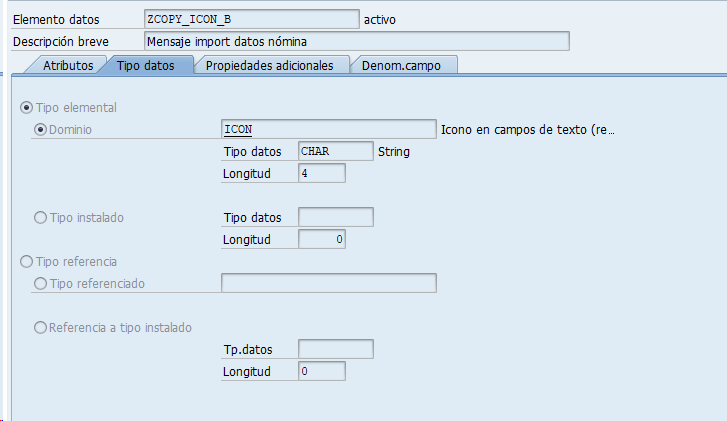 Elemento datos ZCOPY_ICON_B activo
Descripción breve Mensaje import datos nómina
Atributos Tipo datos Propiedades adicionales Denom.campo
Tipo elemental
Dominio ICON Icono en campos de texto (re...
Tipo datos CHAR String
Longitud 4
Tipo instalado Tipo datos
Longitud 0
Tipo referencia
Tipo referenciado
Referencia a tipo instalado
Tp.datos
Longitud 0